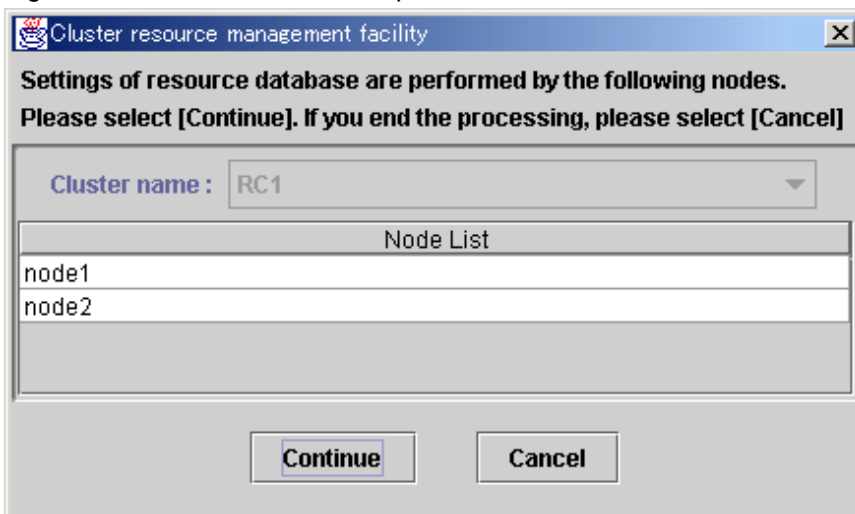 Cluster resource management facility
Settings of resource database are performed by the following nodes.
Please select [Continue]. If you end the processing, please select [Cancel]
Cluster name : RC1
Node List
node1
node2
Continue Cancel